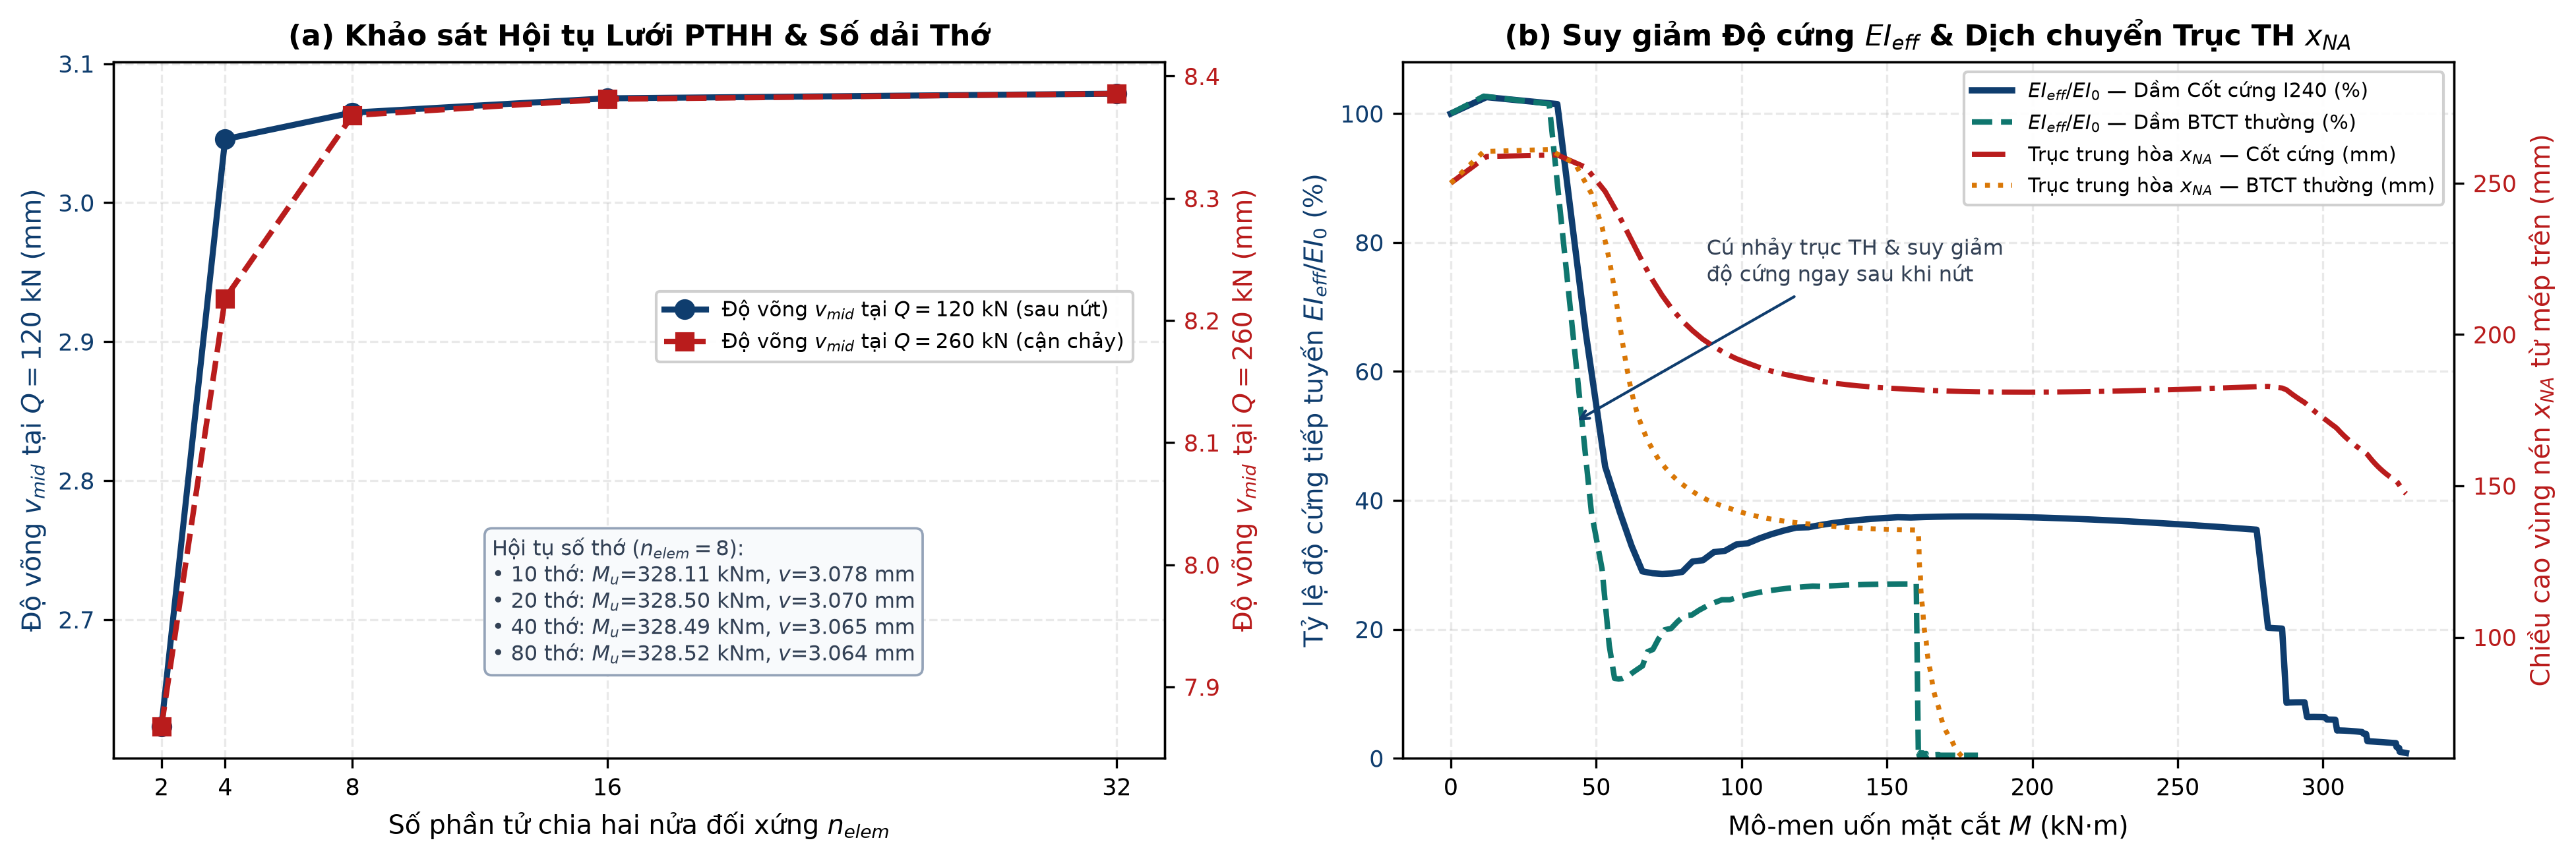 (a) Khảo sát Hội tụ Lưới PTHH & Số dải Thớ
3.1
3.0
2.9
2.8
2.7
Độ võng v_mid tại Q = 120 kN (mm)
8.4
8.3
8.2
8.1
8.0
7.9
Độ võng v_mid tại Q = 260 kN (mm)
Độ võng v_mid tại Q = 120 kN (sau nứt)
Độ võng v_mid tại Q = 260 kN (cận chảy)
Hội tụ số thớ (n_elem = 8):
• 10 thớ: M_u=328.11 kNm, v=3.078 mm
• 20 thớ: M_u=328.50 kNm, v=3.070 mm
• 40 thớ: M_u=328.49 kNm, v=3.065 mm
• 80 thớ: M_u=328.52 kNm, v=3.064 mm
2 4 8 16 32
Số phần tử chia hai nửa đối xứng n_elem
(b) Suy giảm Độ cứng EI_eff & Dịch chuyển Trục TH x_NA
100
80
60
40
20
0
Tỷ lệ độ cứng tiếp tuyến EI_eff/EI_0 (%)
EI_eff/EI_0 — Dầm Cốt cứng I240 (%)
EI_eff/EI_0 — Dầm BTCT thường (%)
Trục trung hòa x_NA — Cốt cứng (mm)
Trục trung hòa x_NA — BTCT thường (mm)
Cú nhảy trục TH & suy giảm
độ cứng ngay sau khi nứt
250
200
150
100
Chiều cao vùng nén x_NA từ mép trên (mm)
0 50 100 150 200 250 300
Mô-men uốn mặt cắt M (kN·m)